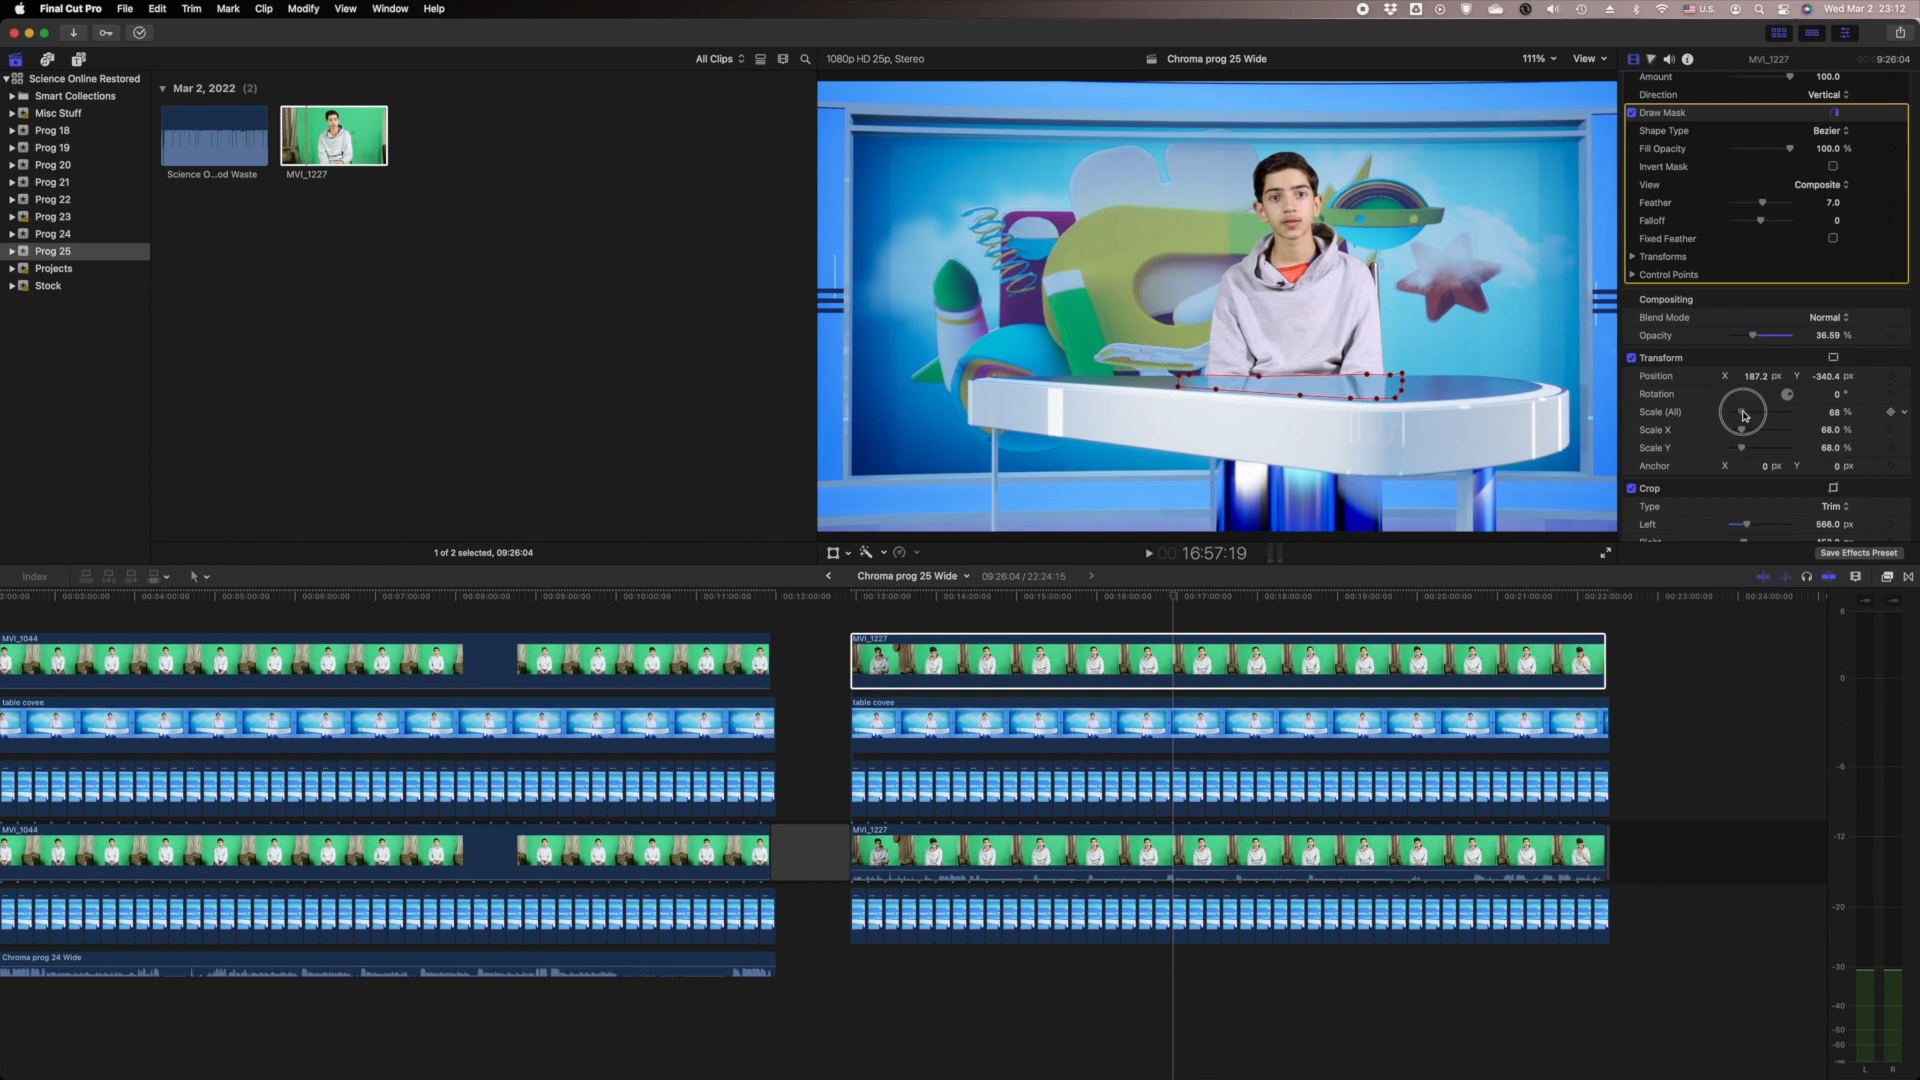 Final Cut Pro File Edit Trim Mark Clip Modify View Window Help
U.S. Wed Mar 2 23:12
All Clips
1080p HD 25p, Stereo
Chroma prog 25 Wide
111% View
MVI_1227
9:26:04
Science Online Restored
Smart Collections
Misc Stuff
Prog 18
Prog 19
Prog 20
Prog 21
Prog 22
Prog 23
Prog 24
Prog 25
Projects
Stock
Mar 2, 2022 (2)
Science O...od Waste
MVI_1227
1 of 2 selected, 09:26:04
Amount 100.0
Direction Vertical
Draw Mask
Shape Type Bezier
Fill Opacity 100.0 %
Invert Mask
View Composite
Feather 7.0
Falloff 0
Fixed Feather
Transforms
Control Points
Compositing
Blend Mode Normal
Opacity 36.59 %
Transform
Position X 187.2 px Y -340.4 px
Rotation 0 °
Scale (All) 68 %
Scale X 68.0 %
Scale Y 68.0 %
Anchor X 0 px Y 0 px
Crop
Type Trim
Left 566.0 px
Save Effects Preset
00:16:57:19
Index
Chroma prog 25 Wide 09:26:04 / 22:24:15
2:00:00 00:03:00:00 00:04:00:00 00:05:00:00 00:06:00:00 00:07:00:00 00:08:00:00 00:09:00:00 00:10:00:00 00:11:00:00 00:12:00:00 00:13:00:00 00:14:00:00 00:15:00:00 00:16:00:00 00:17:00:00 00:18:00:00 00:19:00:00 00:20:00:00 00:21:00:00 00:22:00:00 00:23:00:00 00:24:00:00
MVI_1044
MVI_1227
table covee
table covee
MVI_1044
MVI_1227
Chroma prog 24 Wide
6
0
-6
-12
-20
-30
-40
-50
-60
-∞
L R